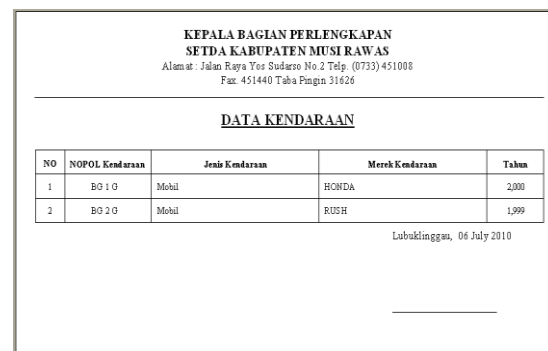 KEPALA BAGIAN PERLENGKAPAN
SETDA KABUPATEN MUSI RAWAS
Alamat : Jalan Raya Yos Sudarso No.2 Telp. (0733) 451008
Fax. 451440 Taba Pingin 31626
DATA KENDARAAN
NO NOPOL Kendaraan Jenis Kendaraan Merek Kendaraan Tahun
1 BG 1 G Mobil HONDA 2,000
2 BG 2 G Mobil RUSH 1,999
Lubuklinggau, 06 July 2010